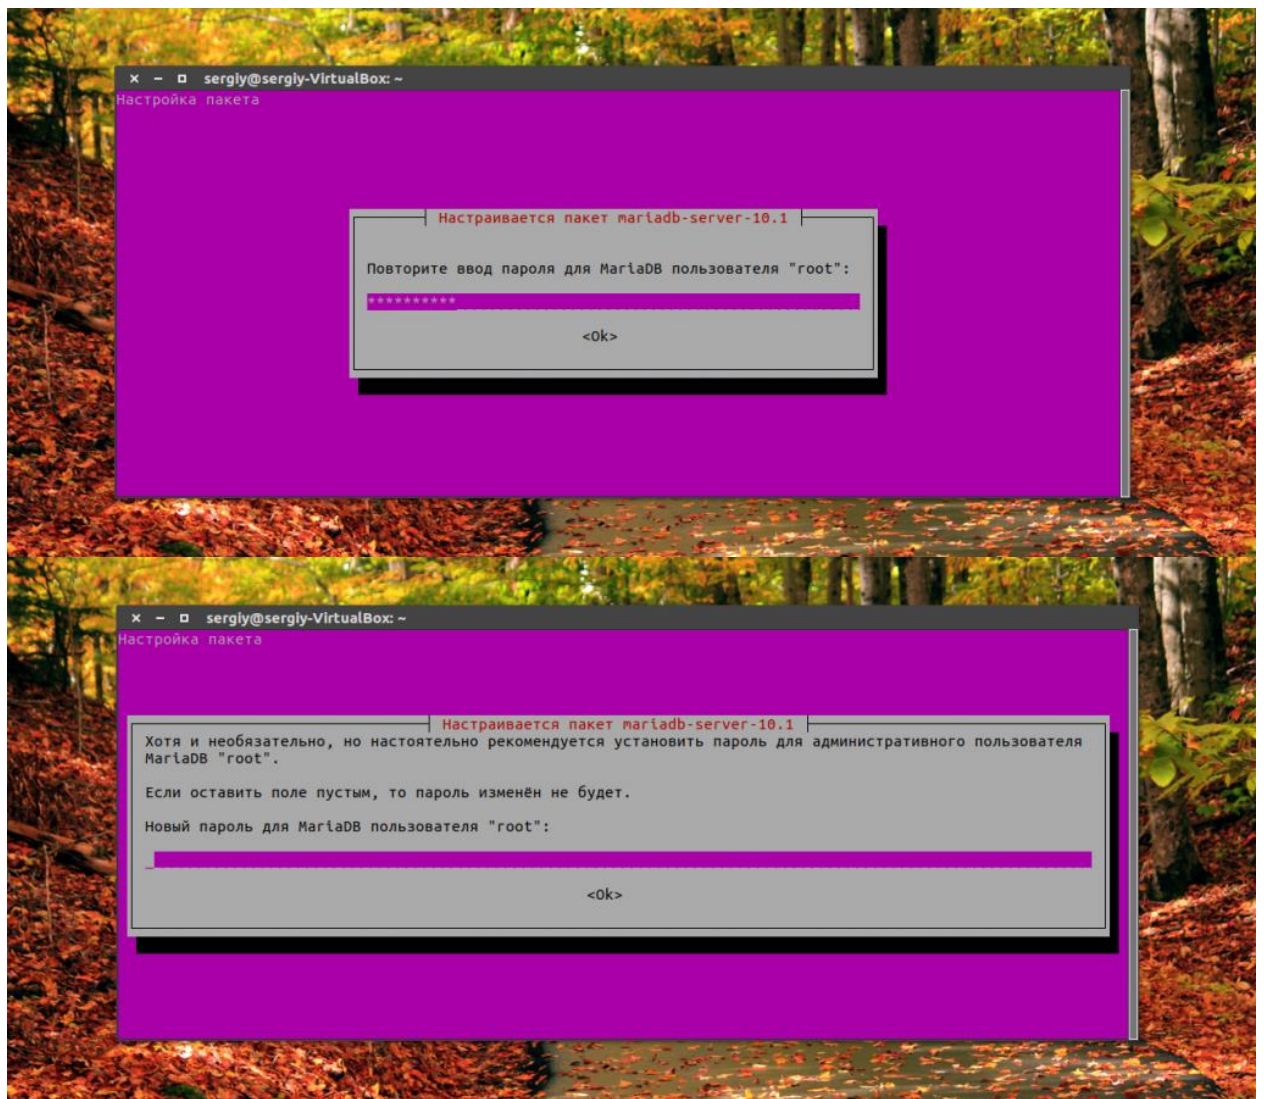 sergiy@sergiy-VirtualBox: ~
Настройка пакета
Настраивается пакет mariadb-server-10.1
Повторите ввод пароля для MariaDB пользователя "root":
**********
<Ok>
sergiy@sergiy-VirtualBox: ~
Настройка пакета
Настраивается пакет mariadb-server-10.1
Хотя и необязательно, но настоятельно рекомендуется установить пароль для административного пользователя
MariaDB "root".
Если оставить поле пустым, то пароль изменён не будет.
Новый пароль для MariaDB пользователя "root":
<Ok>